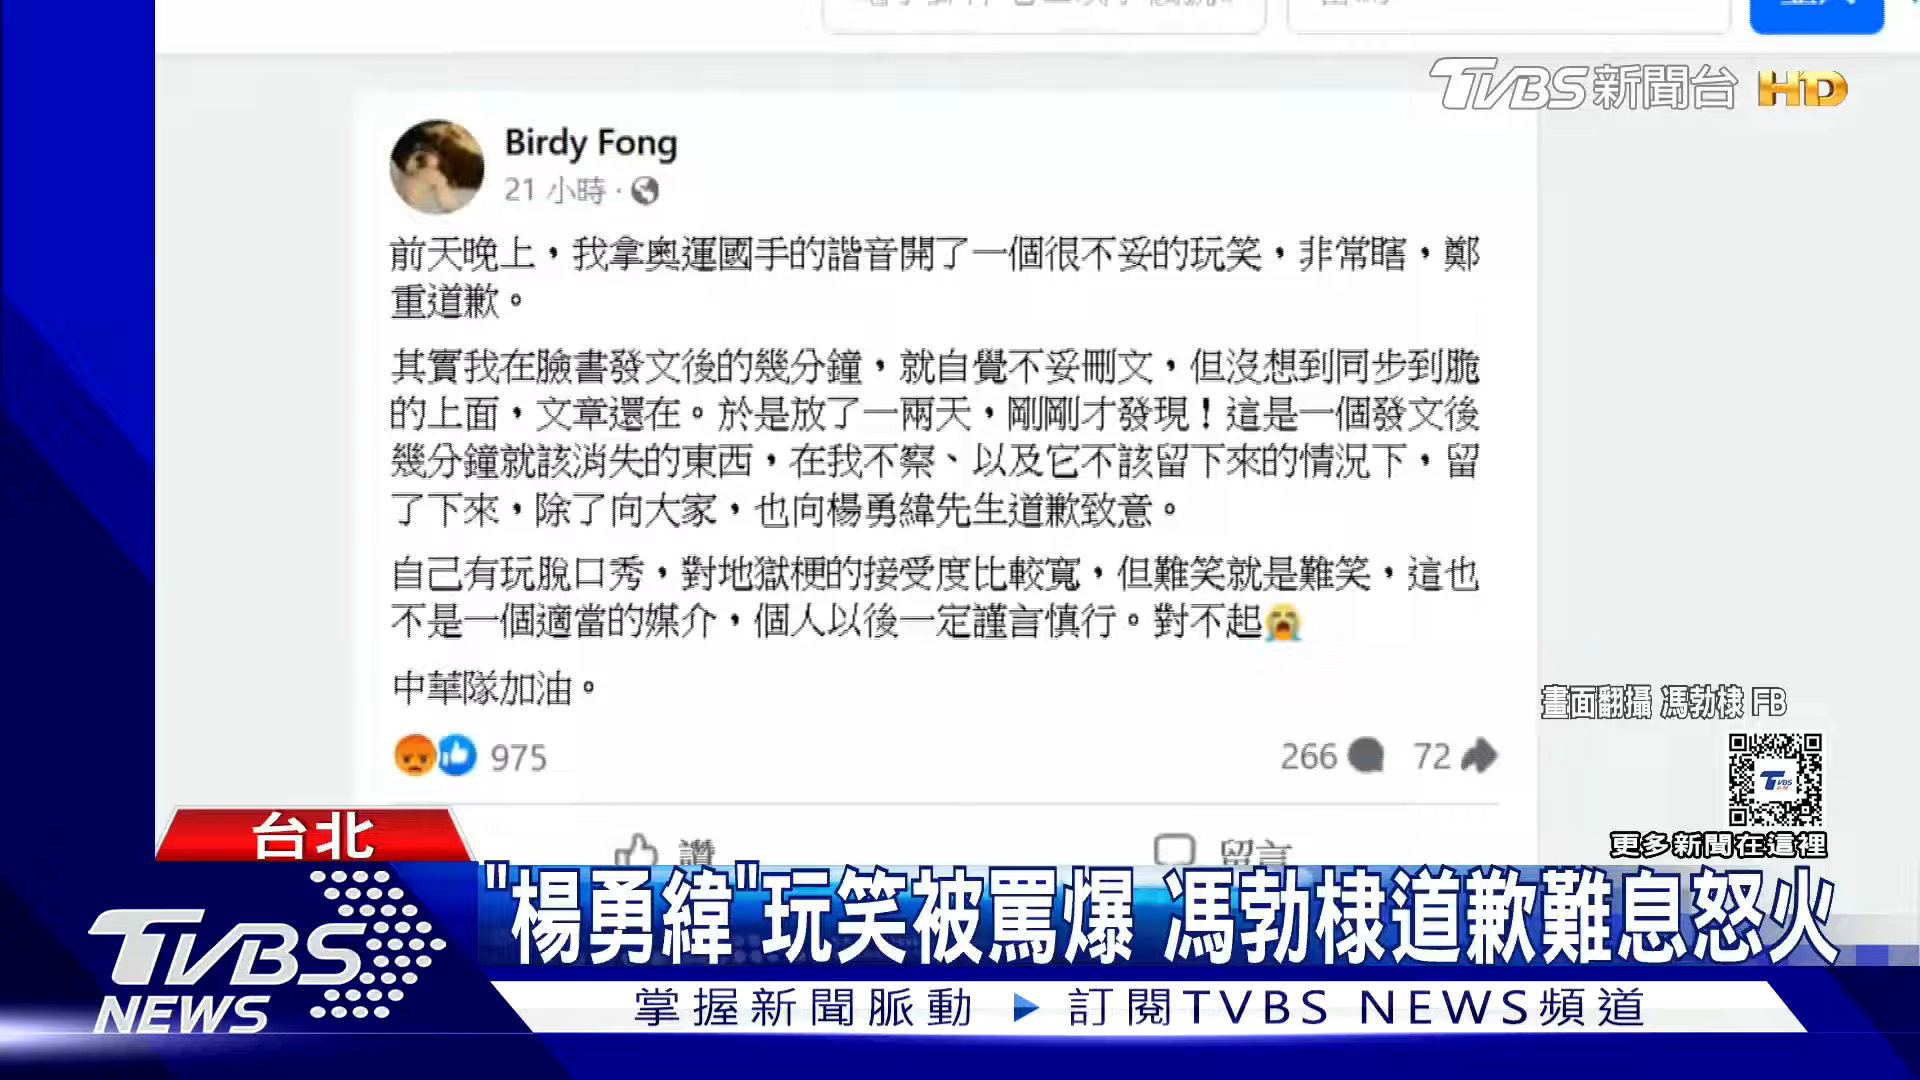 TVBS新聞台 HD
Birdy Fong
21 小時 ·
前天晚上，我拿奧運國手的諧音開了一個很不妥的玩笑，非常瞎，鄭
重道歉。
其實我在臉書發文後的幾分鐘，就自覺不妥刪文，但沒想到同步到脆
的上面，文章還在。於是放了一兩天，剛剛才發現！這是一個發文後
幾分鐘就該消失的東西，在我不察、以及它不該留下來的情況下，留
了下來，除了向大家，也向楊勇緯先生道歉致意。
自己有玩脫口秀，對地獄梗的接受度比較寬，但難笑就是難笑，這也
不是一個適當的媒介，個人以後一定謹言慎行。對不起😭
中華隊加油。
975
266 72
畫面翻攝 馮勃棣 FB
TVBS
更多新聞在這裡
讚 留言
台北
"楊勇緯"玩笑被罵爆 馮勃棣道歉難息怒火
TVBS
NEWS
掌握新聞脈動 ▶ 訂閱TVBS NEWS頻道